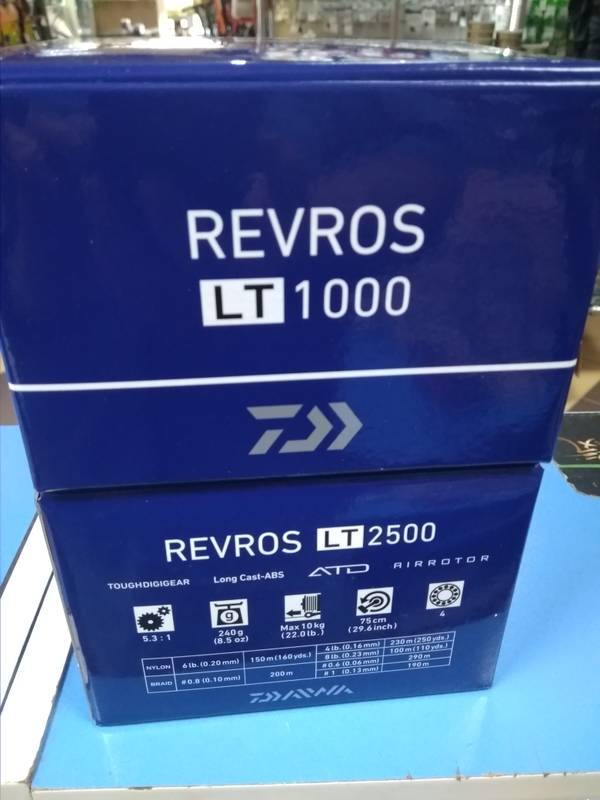 REVROS
LT 1000
REVROS LT 2500
TOUGHDIGIGEAR Long Cast-ABS ATD AIRROTOR
5.3 : 1 240g (8.5 oz) Max 10 kg (22.0 lb.) 75cm (29.6 inch) 4
NYLON 6 lb. (0.20 mm) 150 m (160 yds.) 4 lb. (0.16 mm) 230 m (250 yds.)
8 lb. (0.23 mm) 100 m (110 yds.)
BRAID #0.8 (0.10 mm) 200 m #0.6 (0.06 mm) 290 m
#1 (0.13 mm) 190 m
DAIWA